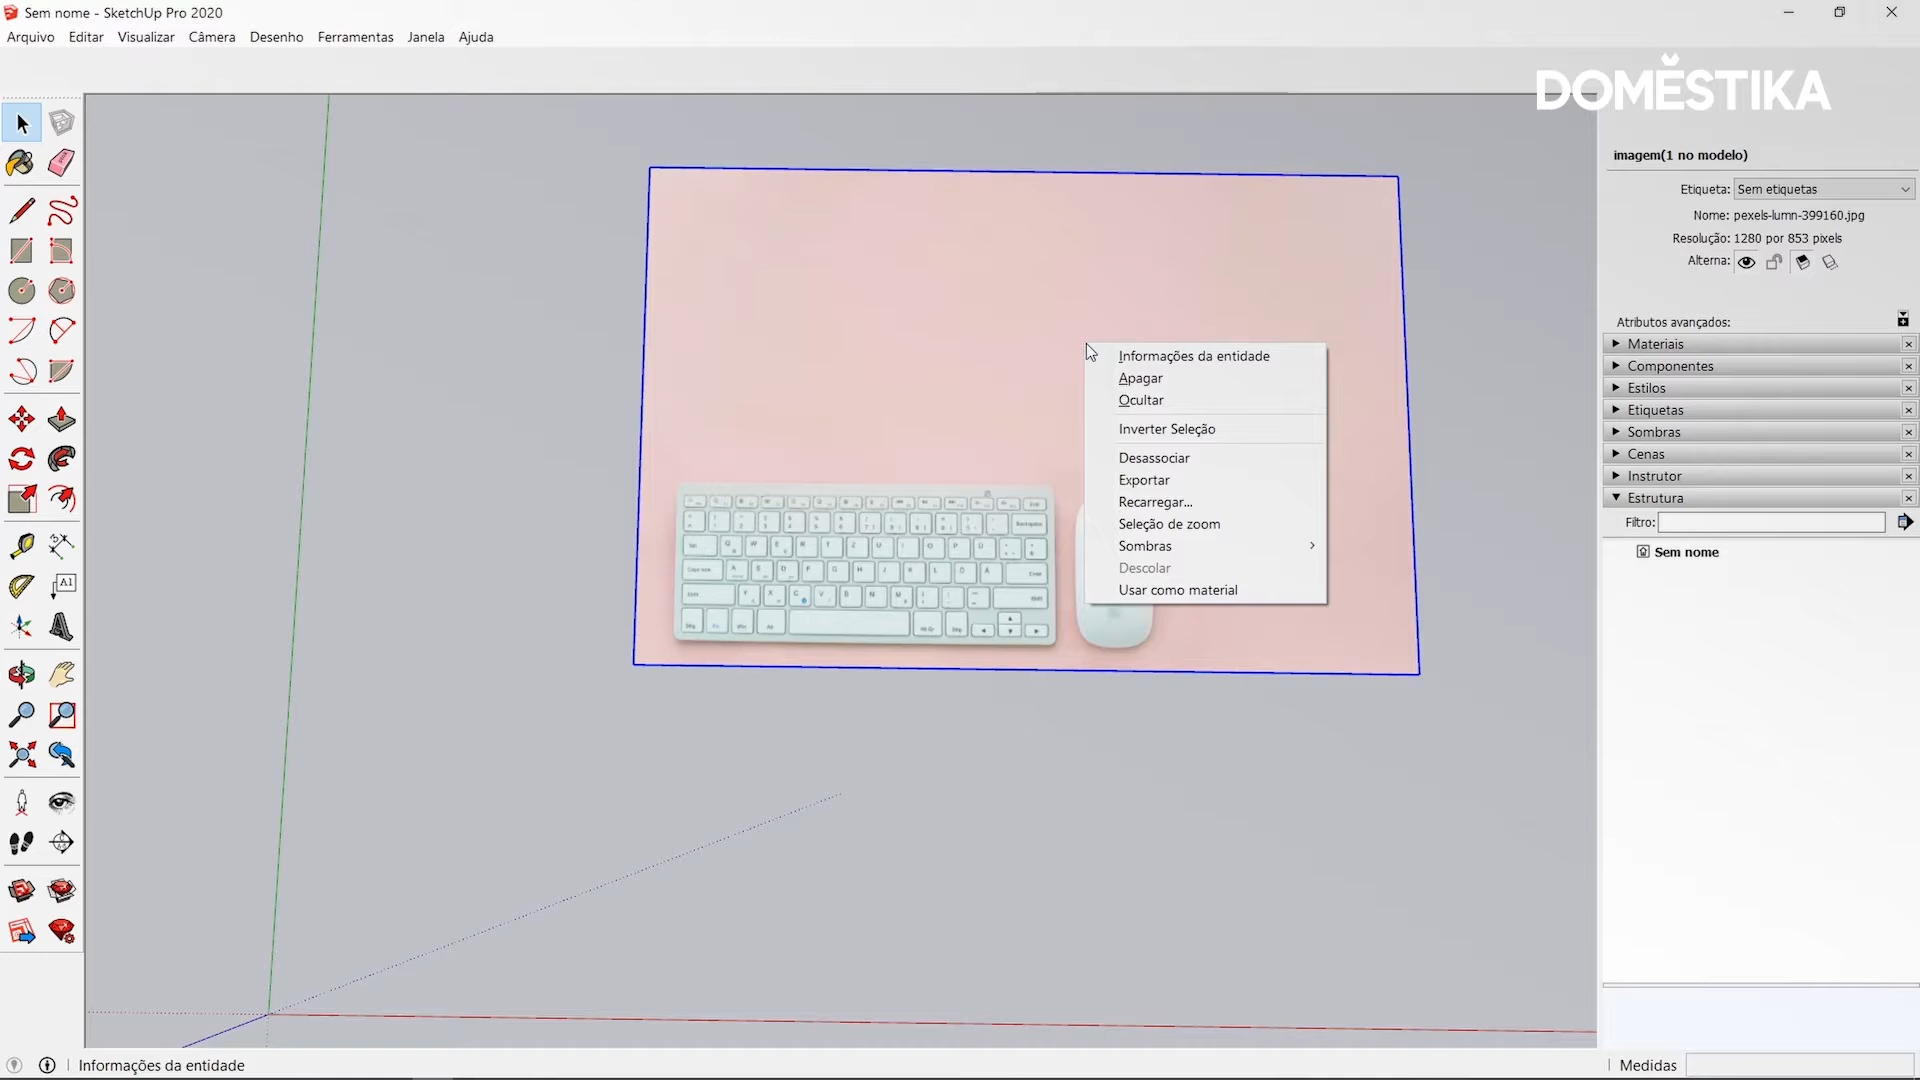 Sem nome - SketchUp Pro 2020
Arquivo Editar Visualizar Câmera Desenho Ferramentas Janela Ajuda
DOMĚSTIKA
imagem(1 no modelo)
Etiqueta: Sem etiquetas
Nome: pexels-lumn-399160.jpg
Resolução: 1280 por 853 pixels
Alterna:
Atributos avançados:
Materiais
Componentes
Estilos
Etiquetas
Sombras
Cenas
Instrutor
Estrutura
Filtro:
Sem nome
Informações da entidade
Apagar
Ocultar
Inverter Seleção
Desassociar
Exportar
Recarregar...
Seleção de zoom
Sombras
Descolar
Usar como material
A1
Informações da entidade
Medidas